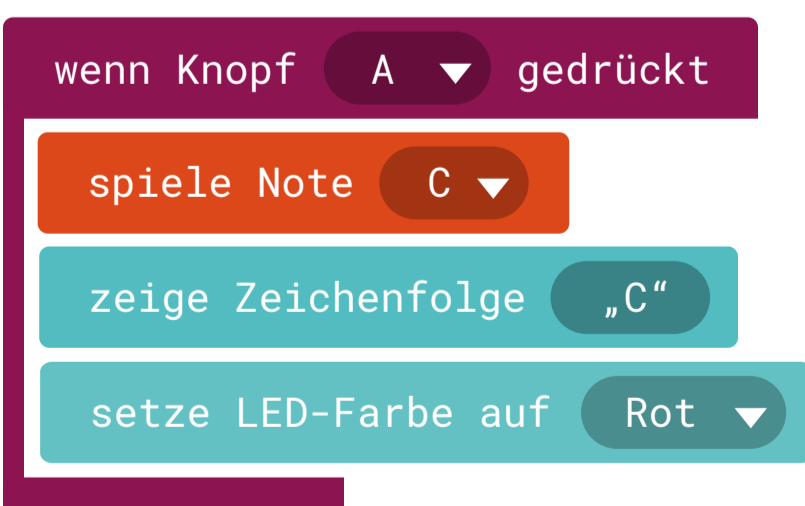 wenn Knopf A gedrückt
spiele Note C
zeige Zeichenfolge „C“
setze LED-Farbe auf Rot